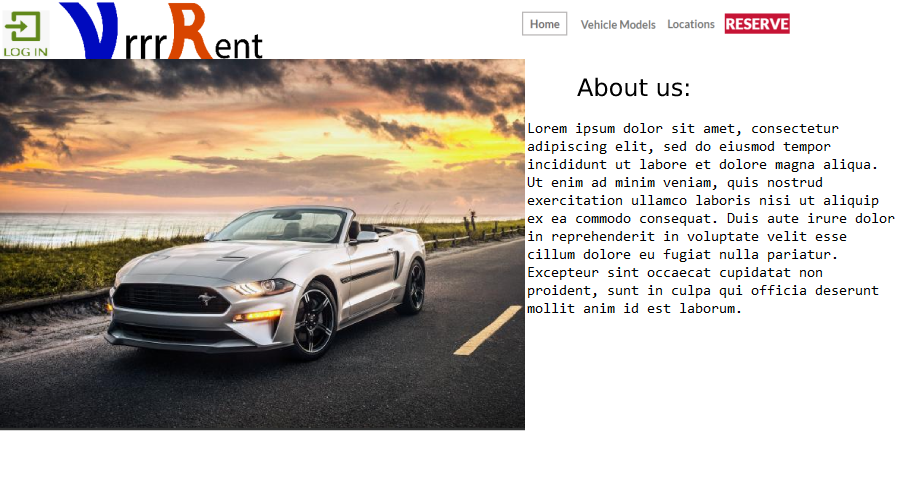 LOG IN
VrrrRent
Home
Vehicle Models
Locations
RESERVE
About us:
Lorem ipsum dolor sit amet, consectetur
adipiscing elit, sed do eiusmod tempor
incididunt ut labore et dolore magna aliqua.
Ut enim ad minim veniam, quis nostrud
exercitation ullamco laboris nisi ut aliquip
ex ea commodo consequat. Duis aute irure dolor
in reprehenderit in voluptate velit esse
cillum dolore eu fugiat nulla pariatur.
Excepteur sint occaecat cupidatat non
proident, sunt in culpa qui officia deserunt
mollit anim id est laborum.